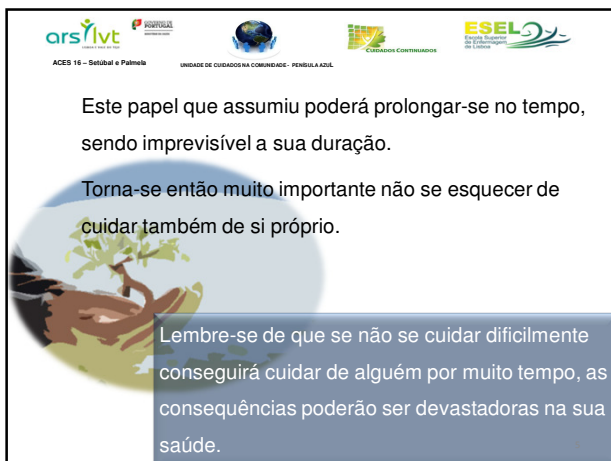 arslvt
GOVERNO DE
PORTUGAL
CUIDADOS CONTINUADOS
ESEL
Escola Superior
de Enfermagem
de Lisboa
ACES 16 – Setúbal e Palmela
UNIDADE DE CUIDADOS NA COMUNIDADE - PENÍSULA AZUL
Este papel que assumiu poderá prolongar-se no tempo,
sendo imprevisível a sua duração.
Torna-se então muito importante não se esquecer de
cuidar também de si próprio.
Lembre-se de que se não se cuidar dificilmente
conseguirá cuidar de alguém por muito tempo, as
consequências poderão ser devastadoras na sua
saúde.